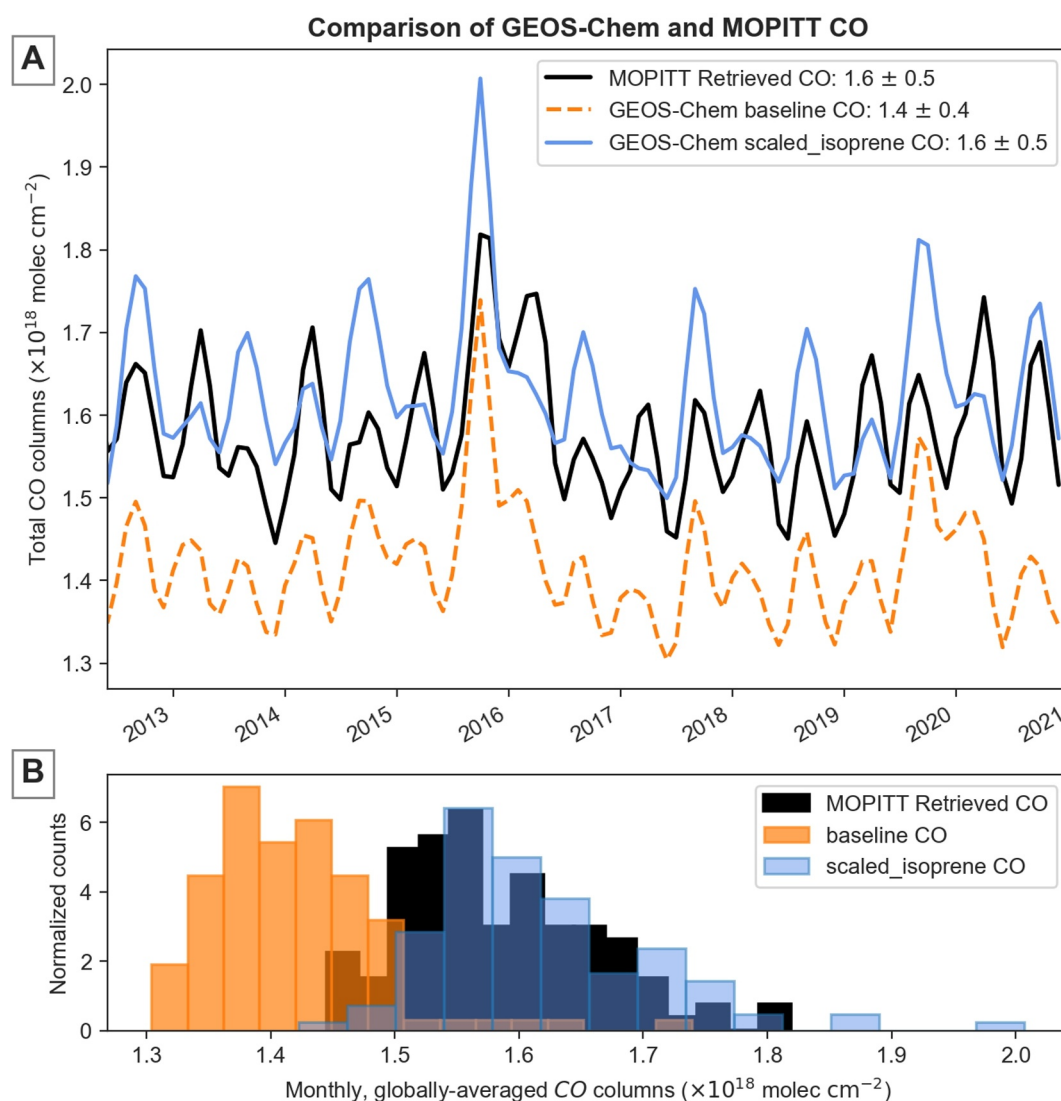 Comparison of GEOS-Chem and MOPITT CO
A
MOPITT Retrieved CO: 1.6 ± 0.5
GEOS-Chem baseline CO: 1.4 ± 0.4
GEOS-Chem scaled_isoprene CO: 1.6 ± 0.5
Total CO columns (×10¹⁸ molec cm⁻²)
2.0
1.9
1.8
1.7
1.6
1.5
1.4
1.3
2013 2014 2015 2016 2017 2018 2019 2020 2021
B
MOPITT Retrieved CO
baseline CO
scaled_isoprene CO
Normalized counts
6
4
2
0
1.3 1.4 1.5 1.6 1.7 1.8 1.9 2.0
Monthly, globally-averaged CO columns (×10¹⁸ molec cm⁻²)